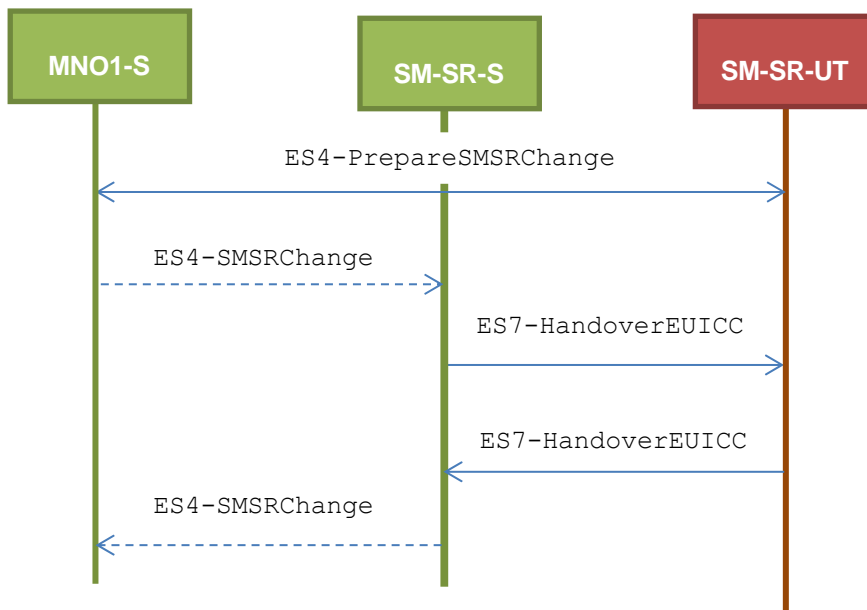 MNO1-S
SM-SR-S
SM-SR-UT
ES4-PrepareSMSRChange
ES4-SMSRChange
ES7-HandoverEUICC
ES7-HandoverEUICC
ES4-SMSRChange